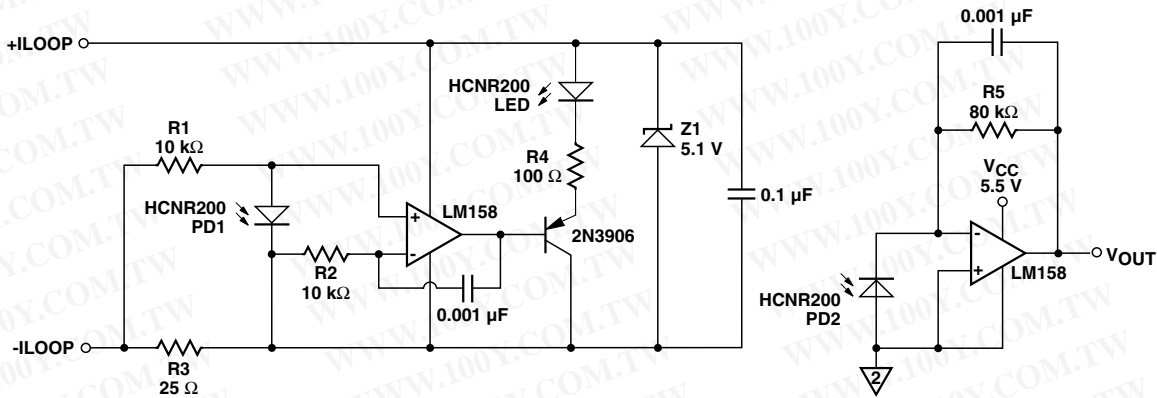 +ILOOP
-ILOOP
R1
10 kΩ
HCNR200
PD1
R2
10 kΩ
R3
25 Ω
+
-
LM158
0.001 µF
HCNR200
LED
R4
100 Ω
2N3906
Z1
5.1 V
0.1 µF
0.001 µF
R5
80 kΩ
VCC
5.5 V
-
+
LM158
VOUT
HCNR200
PD2
2
WWW.100Y.COM.TW